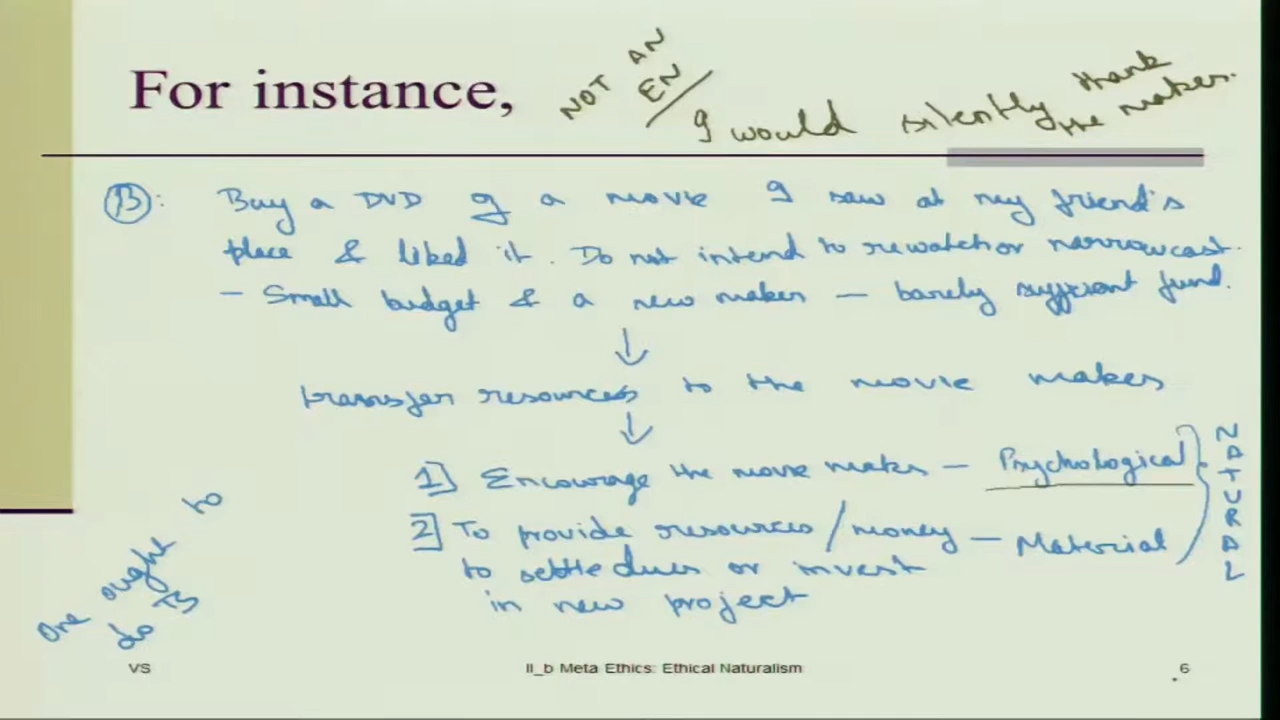 For instance,
NOT AN
EN
I would silently thank
the makers.
B: Buy a DVD of a movie I saw at my friend's
place & liked it. Do not intend to rewatch or narrowcast.
- Small budget & a new maker - barely sufficient fund.
↓
transfer resources to the movie makers
↓
1] Encourage the movie maker - Psychological
2] To provide resources/money - Material
to settle dues or invest
in new project
NATURAL
One ought to
do B
VS
II_b Meta Ethics: Ethical Naturalism
6